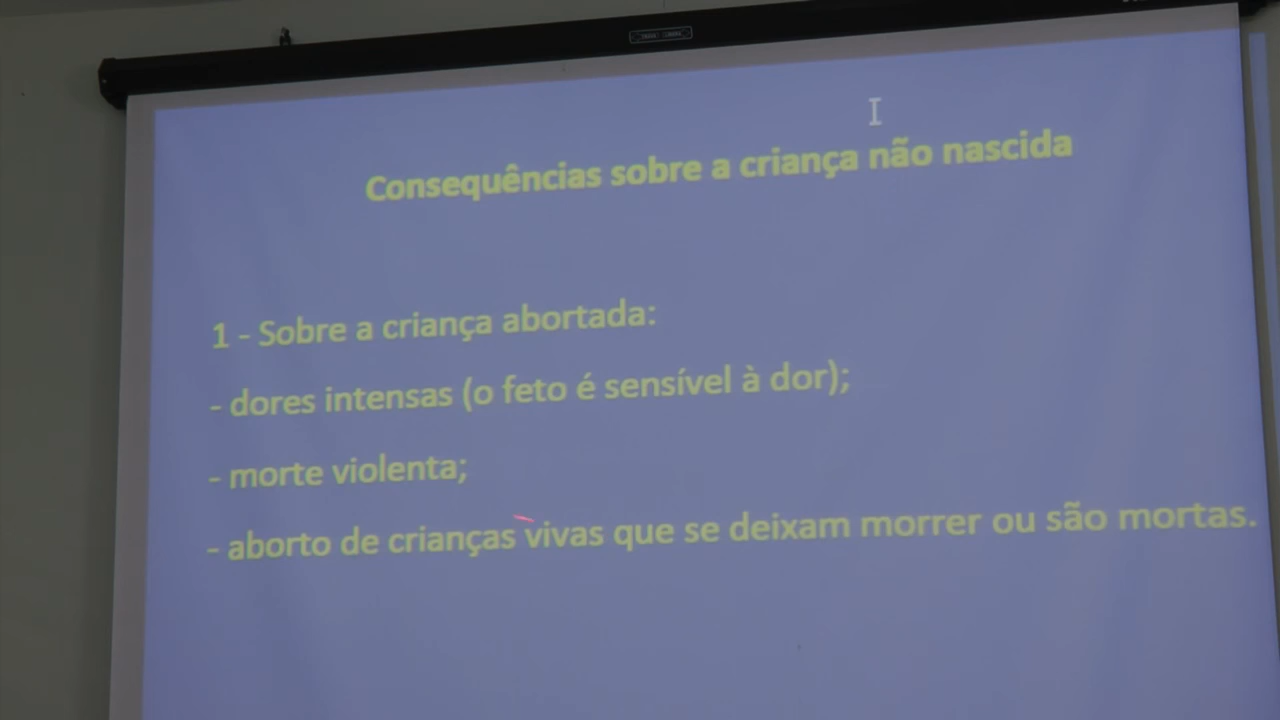 Consequências sobre a criança não nascida
1 - Sobre a criança abortada:
- dores intensas (o feto é sensível à dor);
- morte violenta;
- aborto de crianças vivas que se deixam morrer ou são mortas.